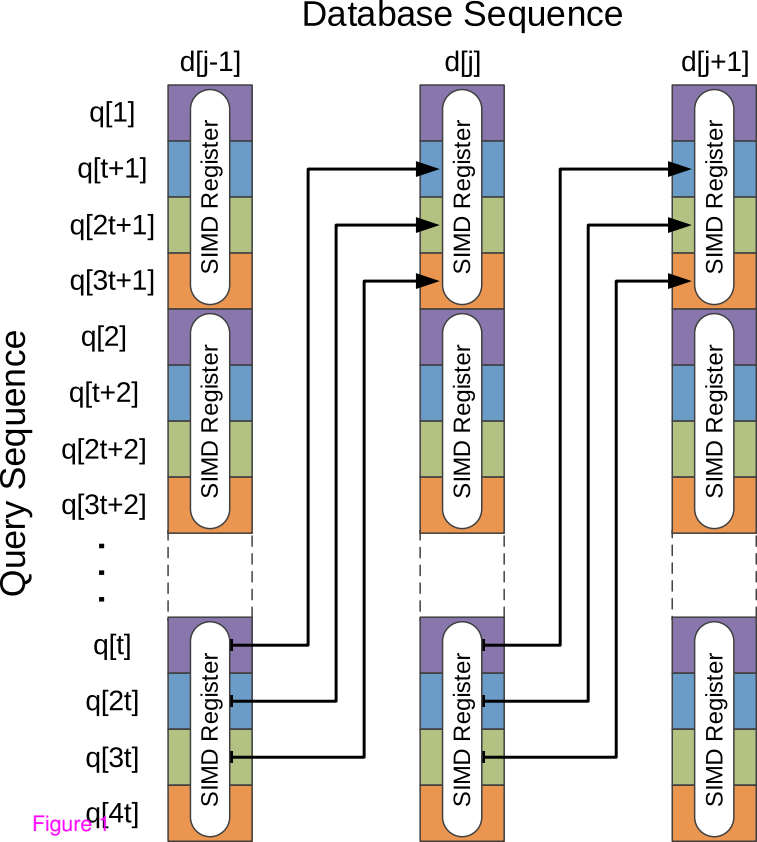 Database Sequence
d[j-1] d[j] d[j+1]
Query Sequence
q[1]
q[t+1]
q[2t+1]
q[3t+1]
SIMD Register SIMD Register SIMD Register
q[2]
q[t+2]
q[2t+2]
q[3t+2]
SIMD Register SIMD Register SIMD Register
q[t]
q[2t]
q[3t]
q[4t]
SIMD Register SIMD Register SIMD Register
Figure 1